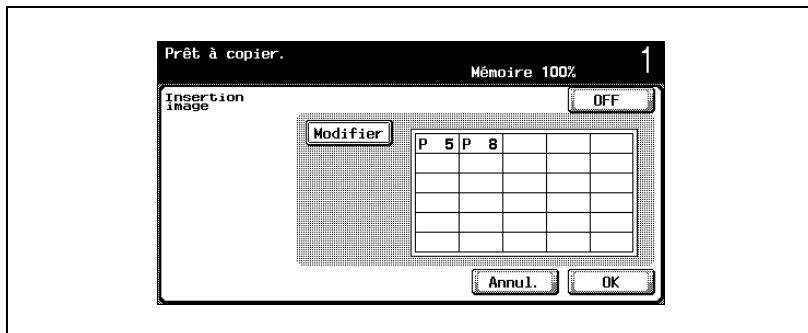 Prêt à copier.
Mémoire 100%
1
Insertion
image
OFF
Modifier
P 5 P 8
Annul.
OK